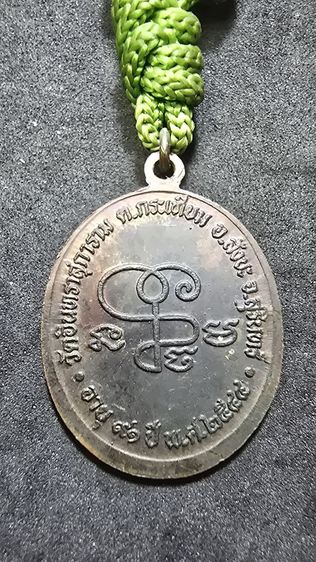 วัดอินทราสุการาม ต.กระเทียม อ.สังขะ จ.สุรินทร์
อายุ ๙๑ ปี พ.ศ.๒๕๔๔